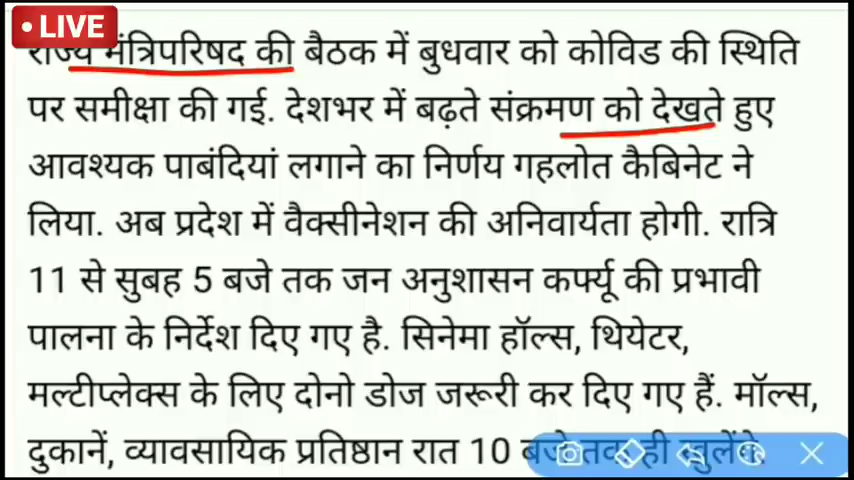 LIVE
राज्य मंत्रिपरिषद की बैठक में बुधवार को कोविड की स्थिति
पर समीक्षा की गई. देशभर में बढ़ते संक्रमण को देखते हुए
आवश्यक पाबंदियां लगाने का निर्णय गहलोत कैबिनेट ने
लिया. अब प्रदेश में वैक्सीनेशन की अनिवार्यता होगी. रात्रि
11 से सुबह 5 बजे तक जन अनुशासन कर्फ्यू की प्रभावी
पालना के निर्देश दिए गए है. सिनेमा हॉल्स, थियेटर,
मल्टीप्लेक्स के लिए दोनो डोज जरूरी कर दिए गए हैं. मॉल्स,
दुकानें, व्यावसायिक प्रतिष्ठान रात 10 बजे तक ही खुलेंगे.